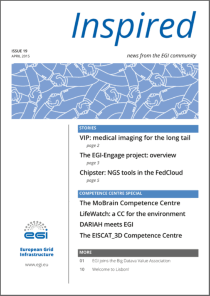 Inspired
ISSUE 19
APRIL 2015
news from the EGI community
STORIES
VIP: medical imaging for the long tail
page 2
The EGI-Engage project: overview
page 3
Chipster: NGS tools in the FedCloud
page 5
COMPETENCE CENTRE SPECIAL
The MoBrain Competence Centre
LifeWatch: a CC for the environment
DARIAH meets EGI
The EISCAT_3D Competence Centre
MORE
01 EGI joins the Big Data Value Association
10 Welcome to Lisbon!
EGI
European Grid
Infrastructure
www.egi.eu